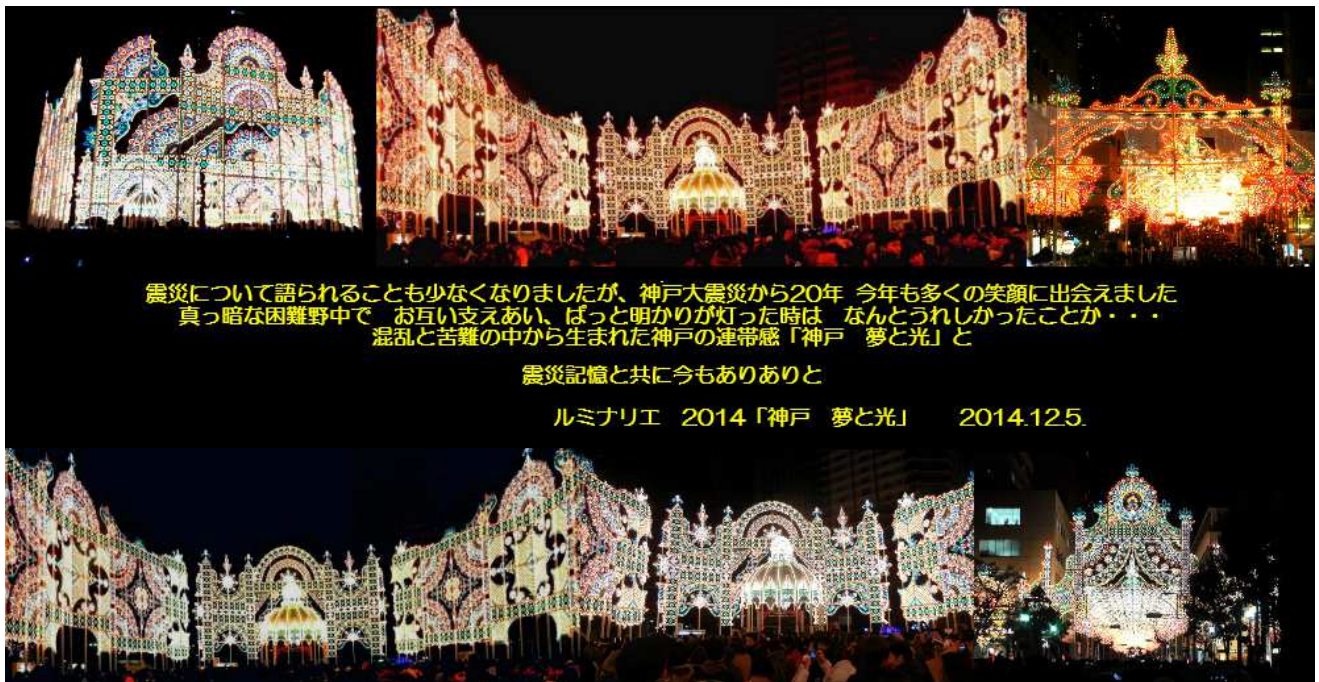 震災について語られることも少なくなりましたが、神戸大震災から20年 今年も多くの笑顔に出会えました
真っ暗な困難野中で　お互い支えあい、ぱっと明かりが灯った時は　なんとうれしかったことか・・・
混乱と苦難の中から生まれた神戸の連帯感「神戸　夢と光」と
震災記憶と共に今もありありと
ルミナリエ　2014「神戸　夢と光」　　2014.12.5.